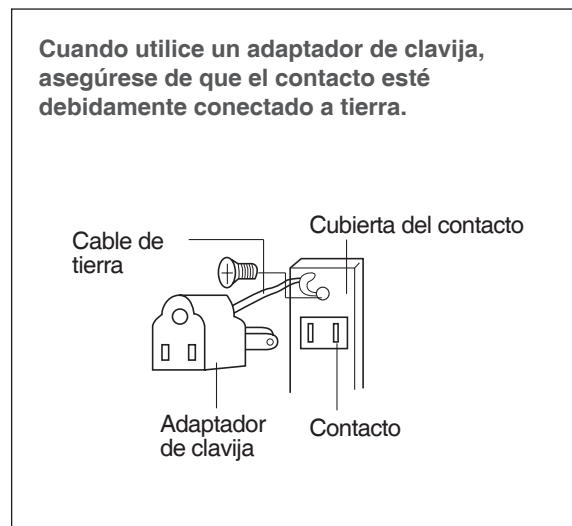 Cuando utilice un adaptador de clavija,
asegúrese de que el contacto esté
debidamente conectado a tierra.
Cable de
tierra
Cubierta del contacto
Adaptador
de clavija
Contacto